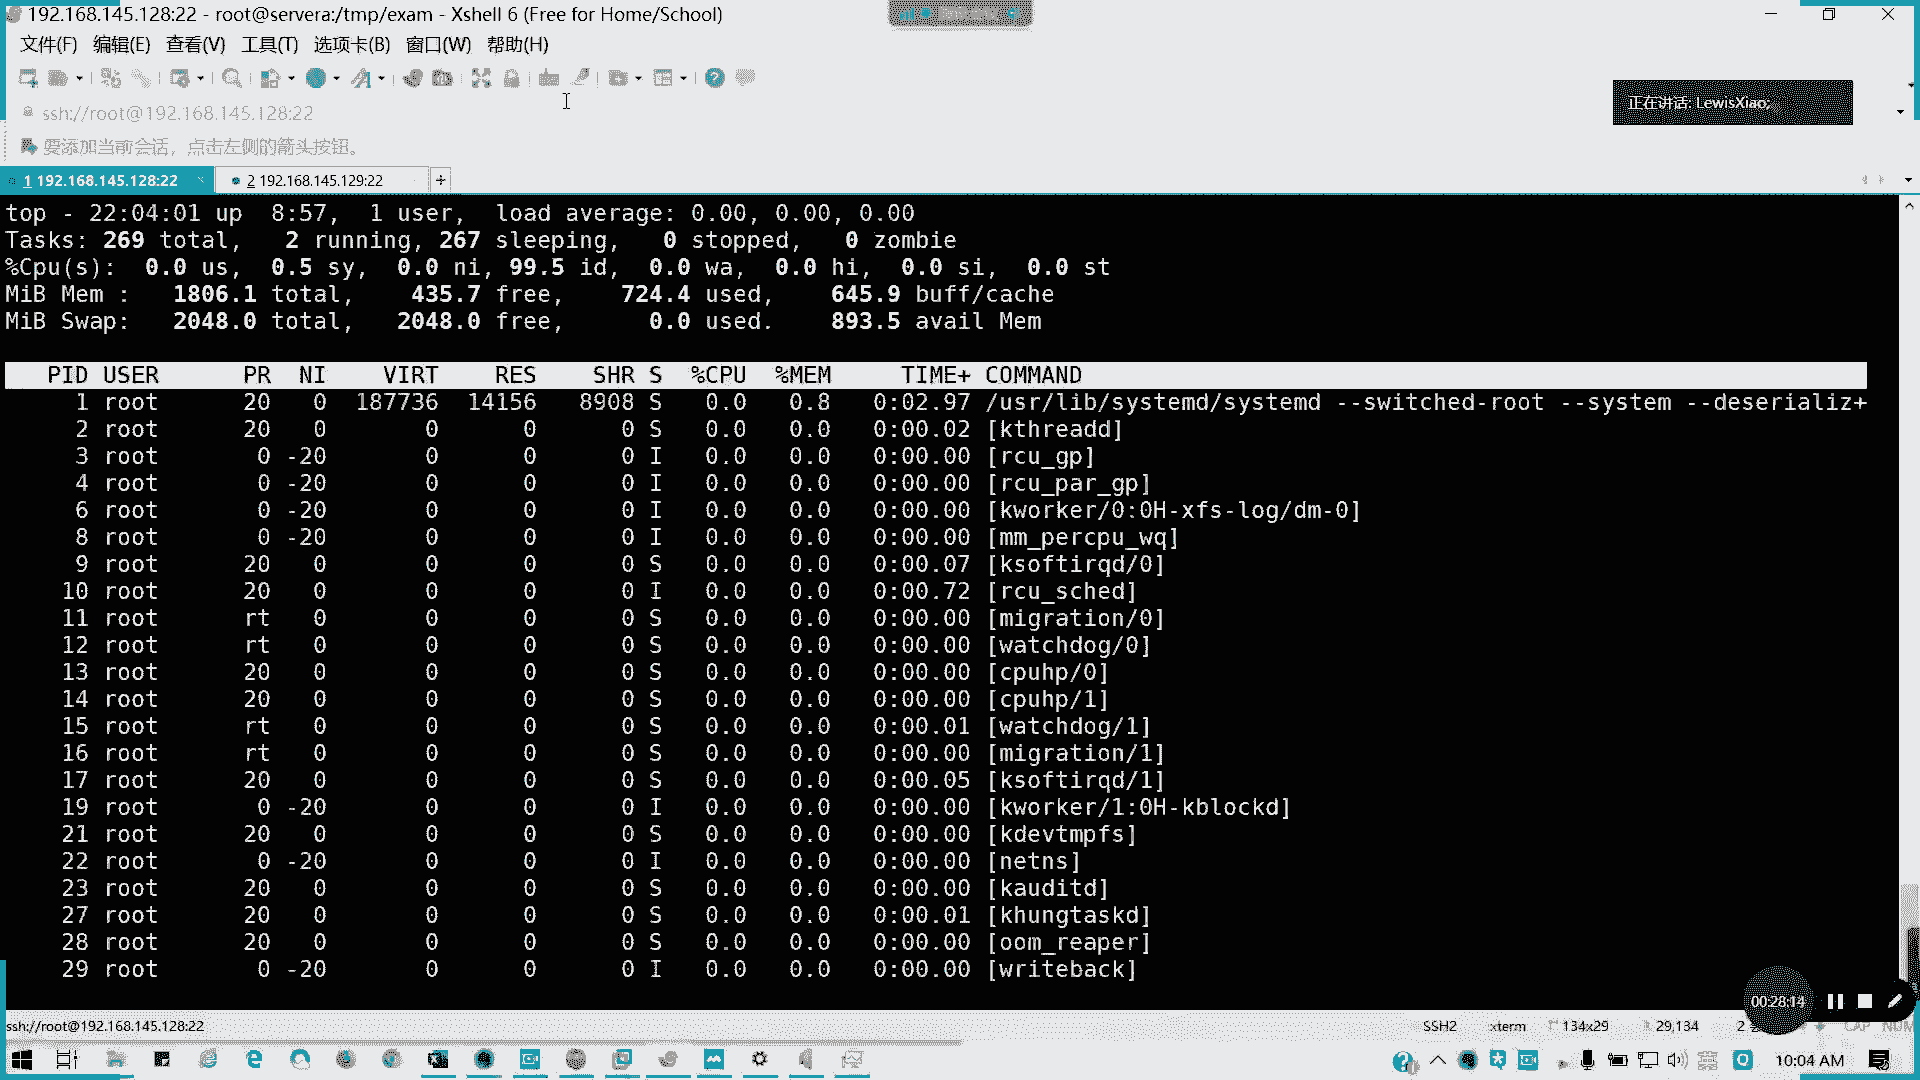 192.168.145.128:22 - root@servera:/tmp/exam - Xshell 6 (Free for Home/School)
文件(F) 编辑(E) 查看(V) 工具(T) 选项卡(B) 窗口(W) 帮助(H)
ssh://root@192.168.145.128:22
正在讲话: LewisXiao;
要添加当前会话，点击左侧的箭头按钮。
1 192.168.145.128:22 2 192.168.145.129:22 +
top - 22:04:01 up  8:57,  1 user,  load average: 0.00, 0.00, 0.00
Tasks: 269 total,   2 running, 267 sleeping,   0 stopped,   0 zombie
%Cpu(s):  0.0 us,  0.5 sy,  0.0 ni, 99.5 id,  0.0 wa,  0.0 hi,  0.0 si,  0.0 st
MiB Mem :   1806.1 total,    435.7 free,    724.4 used,    645.9 buff/cache
MiB Swap:   2048.0 total,   2048.0 free,      0.0 used.    893.5 avail Mem
PID USER PR NI VIRT RES SHR S %CPU %MEM TIME+ COMMAND
1 root 20 0 187736 14156 8908 S 0.0 0.8 0:02.97 /usr/lib/systemd/systemd --switched-root --system --deserializ+
2 root 20 0 0 0 0 S 0.0 0.0 0:00.02 [kthreadd]
3 root 0 -20 0 0 0 I 0.0 0.0 0:00.00 [rcu_gp]
4 root 0 -20 0 0 0 I 0.0 0.0 0:00.00 [rcu_par_gp]
6 root 0 -20 0 0 0 I 0.0 0.0 0:00.00 [kworker/0:0H-xfs-log/dm-0]
8 root 0 -20 0 0 0 I 0.0 0.0 0:00.00 [mm_percpu_wq]
9 root 20 0 0 0 0 S 0.0 0.0 0:00.07 [ksoftirqd/0]
10 root 20 0 0 0 0 I 0.0 0.0 0:00.72 [rcu_sched]
11 root rt 0 0 0 0 S 0.0 0.0 0:00.00 [migration/0]
12 root rt 0 0 0 0 S 0.0 0.0 0:00.00 [watchdog/0]
13 root 20 0 0 0 0 S 0.0 0.0 0:00.00 [cpuhp/0]
14 root 20 0 0 0 0 S 0.0 0.0 0:00.00 [cpuhp/1]
15 root rt 0 0 0 0 S 0.0 0.0 0:00.01 [watchdog/1]
16 root rt 0 0 0 0 S 0.0 0.0 0:00.00 [migration/1]
17 root 20 0 0 0 0 S 0.0 0.0 0:00.05 [ksoftirqd/1]
19 root 0 -20 0 0 0 I 0.0 0.0 0:00.00 [kworker/1:0H-kblockd]
21 root 20 0 0 0 0 S 0.0 0.0 0:00.00 [kdevtmpfs]
22 root 0 -20 0 0 0 I 0.0 0.0 0:00.00 [netns]
23 root 20 0 0 0 0 S 0.0 0.0 0:00.00 [kauditd]
27 root 20 0 0 0 0 S 0.0 0.0 0:00.01 [khungtaskd]
28 root 20 0 0 0 0 S 0.0 0.0 0:00.00 [oom_reaper]
29 root 0 -20 0 0 0 I 0.0 0.0 0:00.00 [writeback]
00:28:14
ssh://root@192.168.145.128:22 SSH2 xterm 134x29 29,134 2 CAP NUM
10:04 AM